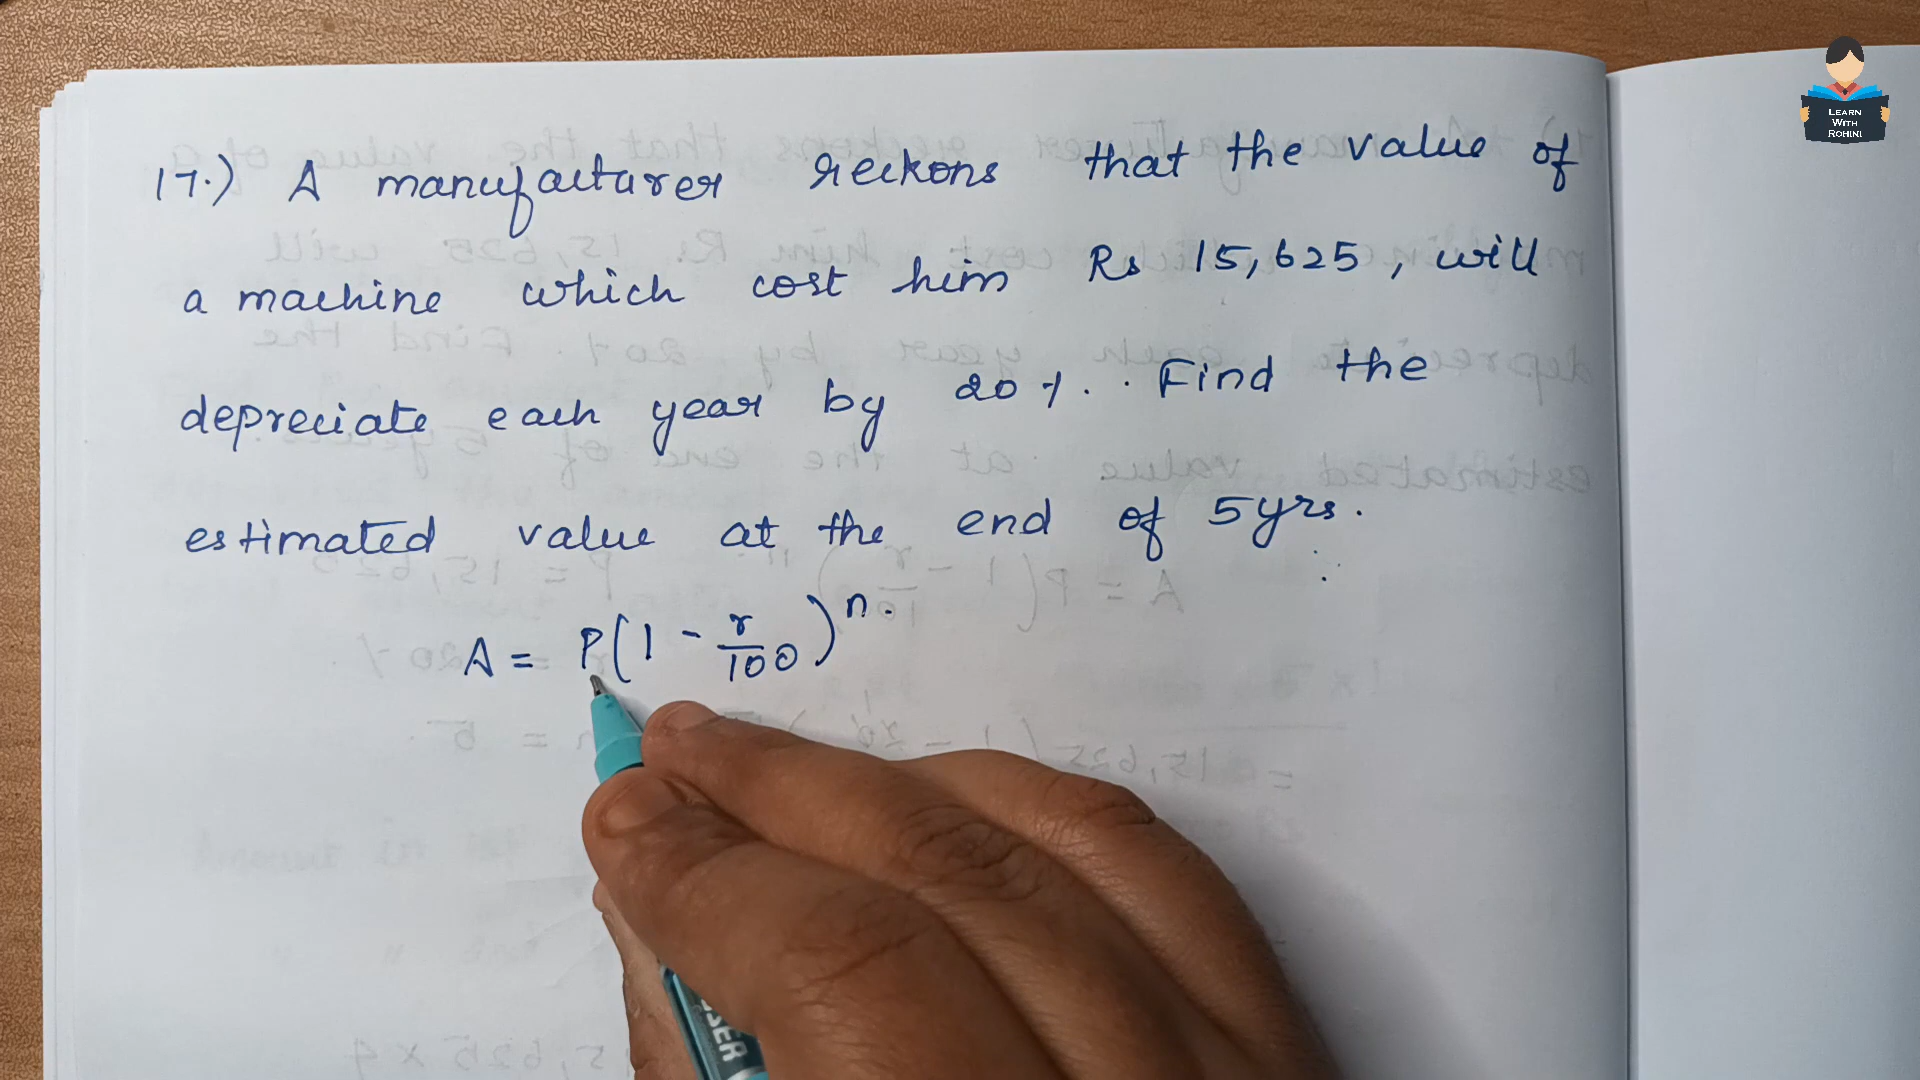 17.) A manufacturer reckons that the value of
a machine which cost him Rs 15,625, will
depreciate each year by 20%. Find the
estimated value at the end of 5yrs.
A = P(1 - r/100)^n.
LEARN
WITH
ROHINI